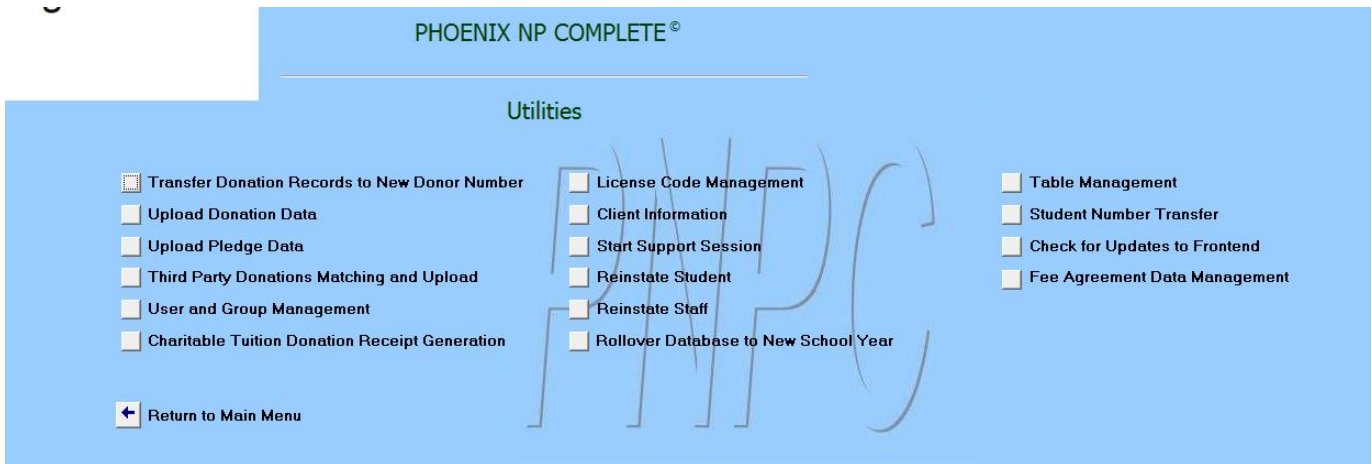 PHOENIX NP COMPLETE©
Utilities
Transfer Donation Records to New Donor Number
Upload Donation Data
Upload Pledge Data
Third Party Donations Matching and Upload
User and Group Management
Charitable Tuition Donation Receipt Generation
License Code Management
Client Information
Start Support Session
Reinstate Student
Reinstate Staff
Rollover Database to New School Year
Table Management
Student Number Transfer
Check for Updates to Frontend
Fee Agreement Data Management
Return to Main Menu
PNPC